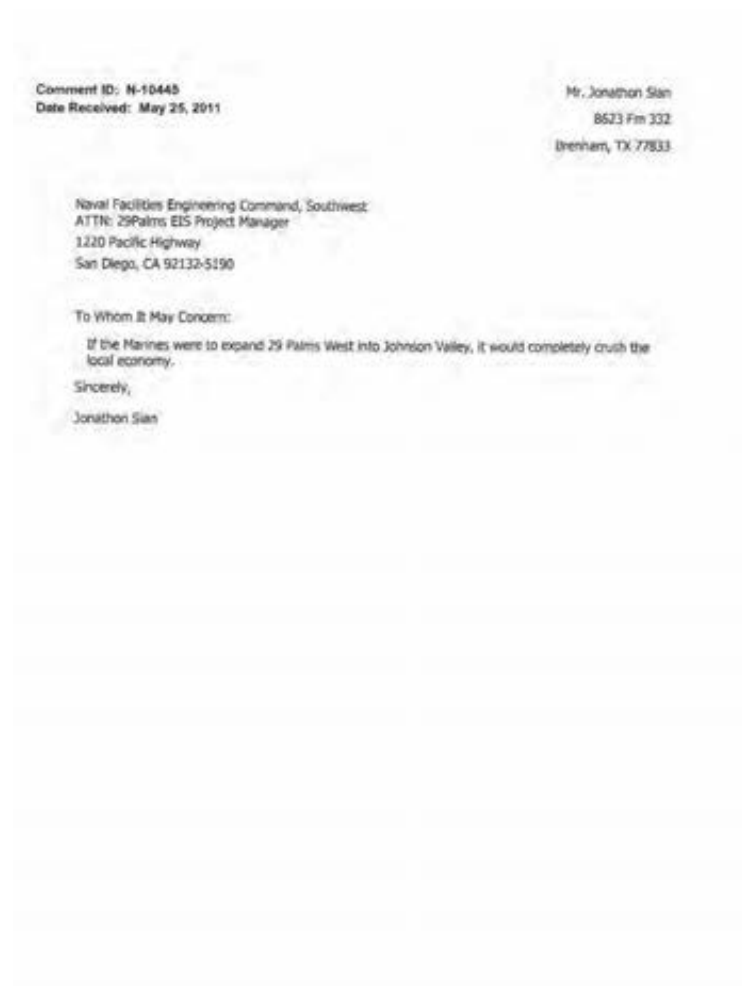 Comment ID: N-10445
Date Received: May 25, 2011
Mr. Jonathon Sian
8623 Fm 332
Brenham, TX 77833
Naval Facilities Engineering Command, Southwest
ATTN: 29Palms EIS Project Manager
1220 Pacific Highway
San Diego, CA 92132-5190
To Whom It May Concern:
If the Marines were to expand 29 Palms West into Johnson Valley, it would completely crush the
local economy.
Sincerely,
Jonathon Sian